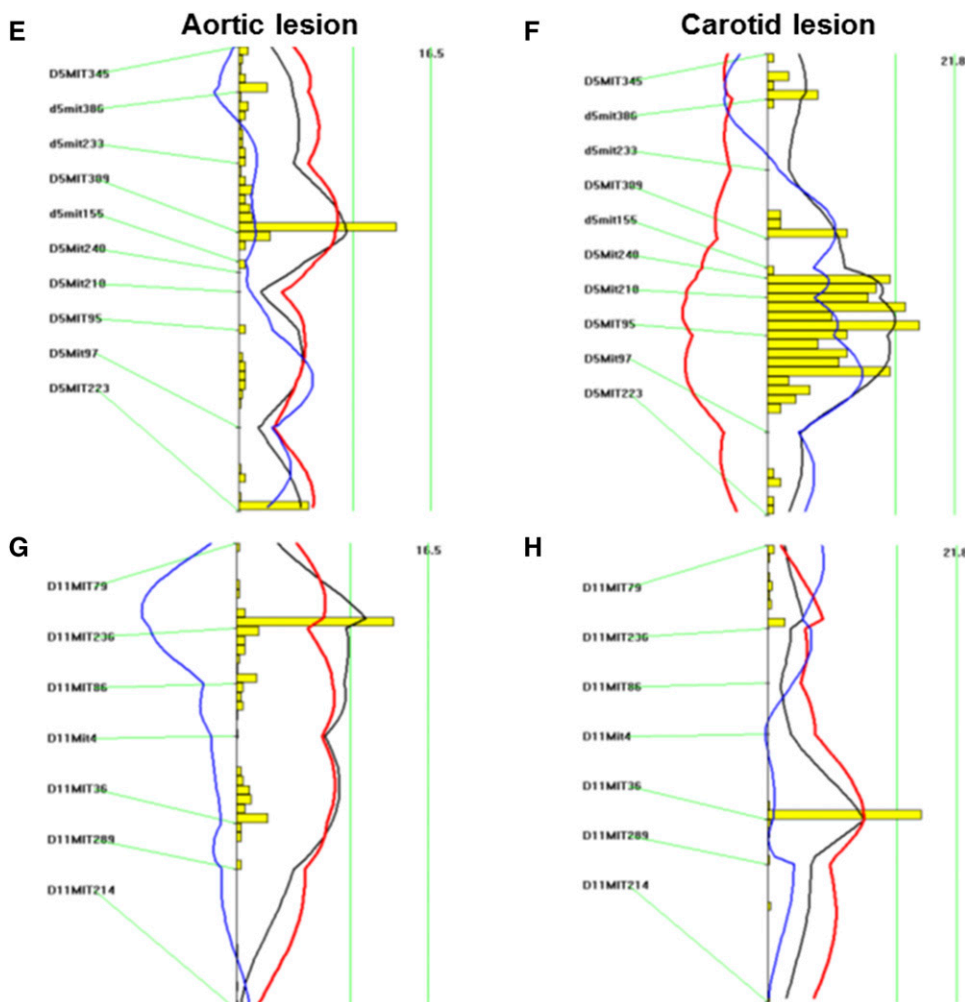 E Aortic lesion
16.5
D5MIT345
d5mit386
d5mit233
D5MIT309
d5mit155
D5Mit240
D5Mit210
D5MIT95
D5Mit97
D5MIT223
F Carotid lesion
21.8
D5MIT345
d5mit386
d5mit233
D5MIT309
d5mit155
D5Mit240
D5Mit210
D5MIT95
D5Mit97
D5MIT223
G
16.5
D11MIT79
D11MIT236
D11MIT86
D11Mit4
D11MIT36
D11MIT289
D11MIT214
H
21.8
D11MIT79
D11MIT236
D11MIT86
D11Mit4
D11MIT36
D11MIT289
D11MIT214